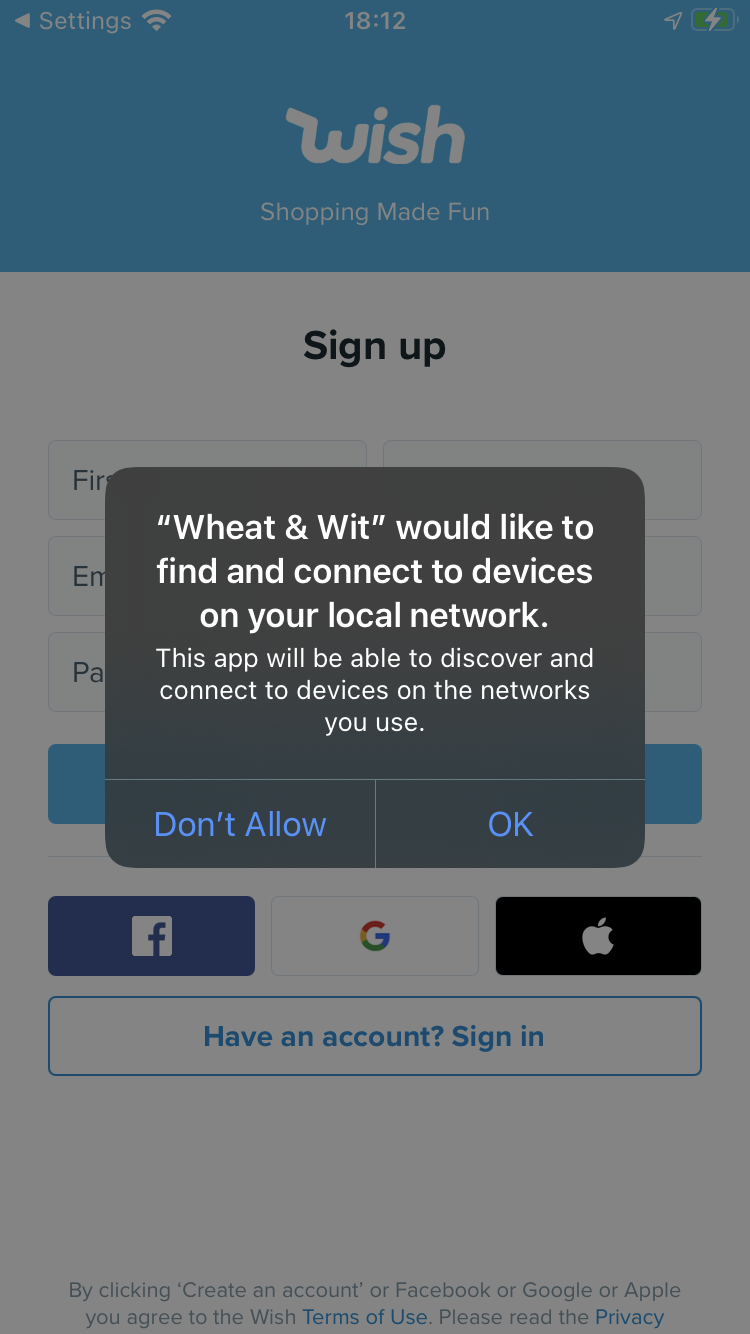 Settings
18:12
wish
Shopping Made Fun
Sign up
“Wheat & Wit” would like to
find and connect to devices
on your local network.
This app will be able to discover and
connect to devices on the networks
you use.
Don’t Allow
OK
Have an account? Sign in
By clicking ‘Create an account’ or Facebook or Google or Apple
you agree to the Wish Terms of Use. Please read the Privacy